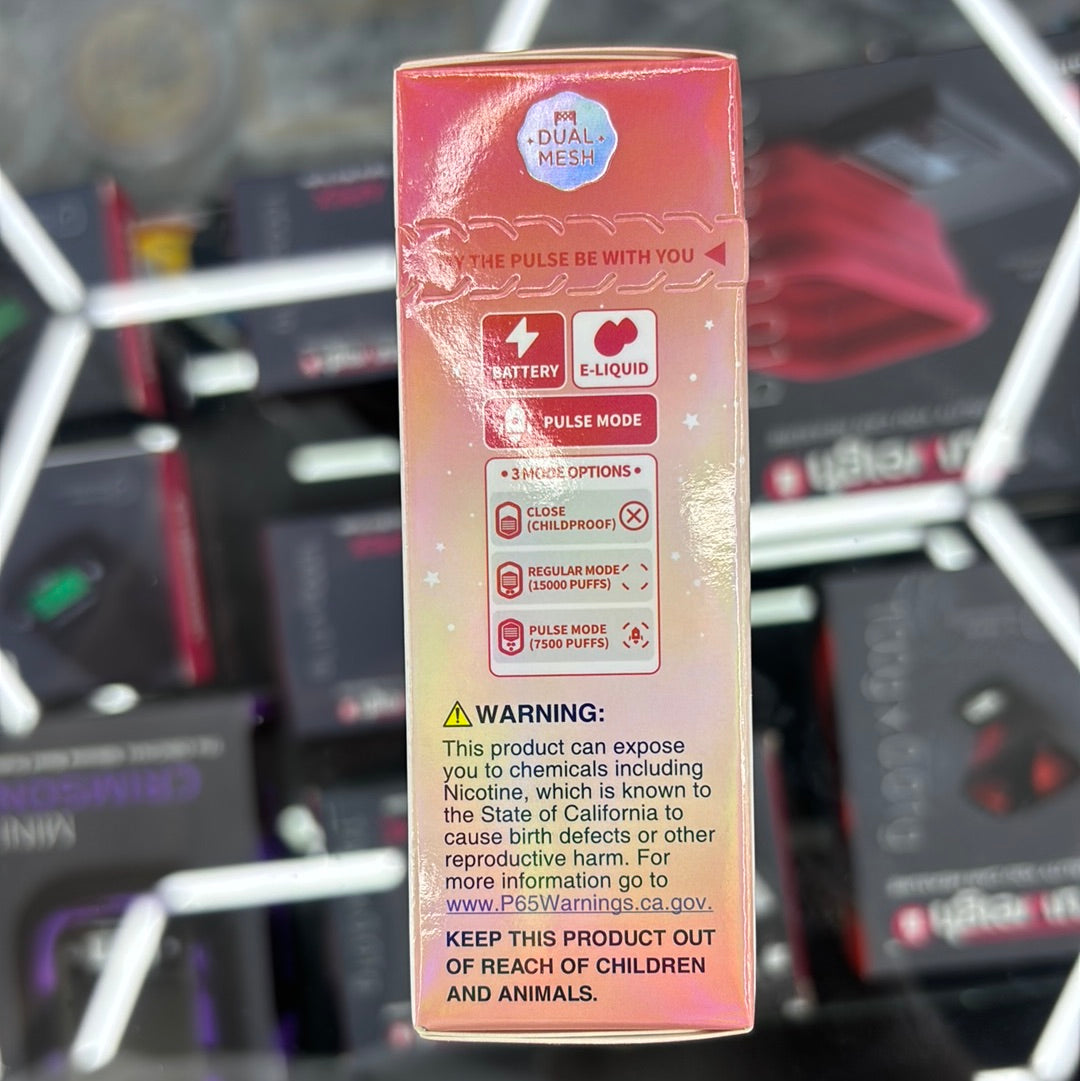 DUAL
MESH
THE PULSE BE WITH YOU
BATTERY
E-LIQUID
PULSE MODE
• 3 MODE OPTIONS •
CLOSE
(CHILDPROOF)
REGULAR MODE
(15000 PUFFS)
PULSE MODE
(7500 PUFFS)
WARNING:
This product can expose
you to chemicals including
Nicotine, which is known to
the State of California to
cause birth defects or other
reproductive harm. For
more information go to
www.P65Warnings.ca.gov.
KEEP THIS PRODUCT OUT
OF REACH OF CHILDREN
AND ANIMALS.
CRIMSON
MINI